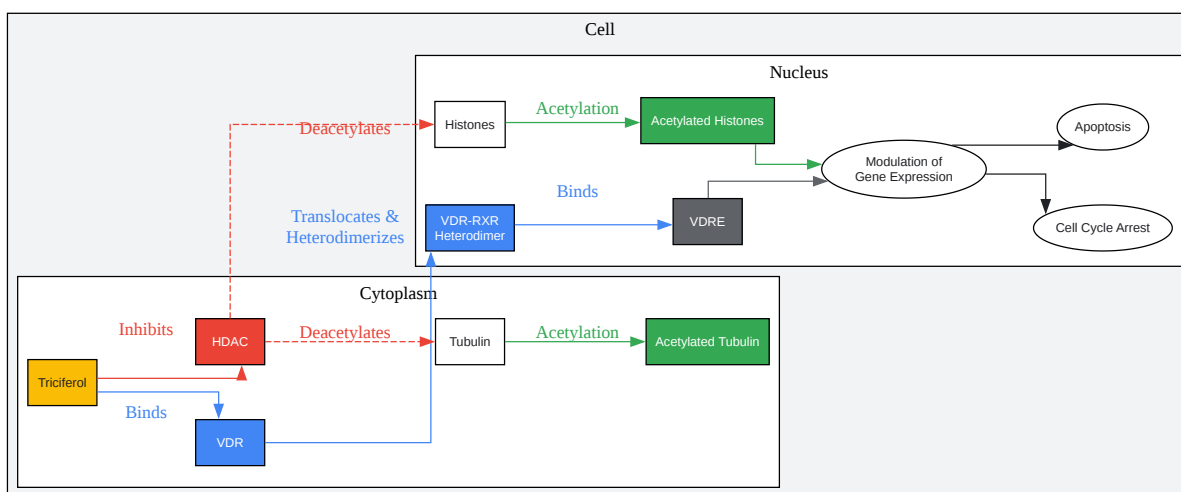 Cell
Nucleus
Deacetylates
Histones
Acetylation
Acetylated Histones
Apoptosis
Modulation of
Gene Expression
Translocates &
Heterodimerizes
VDR-RXR
Heterodimer
Binds
VDRE
Cell Cycle Arrest
Cytoplasm
Inhibits
HDAC
Deacetylates
Tubulin
Acetylation
Acetylated Tubulin
Triciferol
Binds
VDR